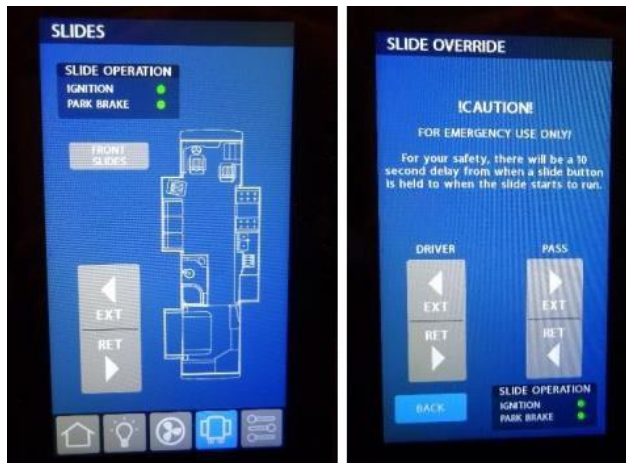 SLIDES
SLIDE OPERATION
IGNITION
PARK BRAKE
FRONT
SLIDES
EXT
RET
SLIDE OVERRIDE
!CAUTION!
FOR EMERGENCY USE ONLY!
For your safety, there will be a 10
second delay from when a slide button
is held to when the slide starts to run.
DRIVER
PASS
EXT
EXT
RET
RET
BACK
SLIDE OPERATION
IGNITION
PARK BRAKE